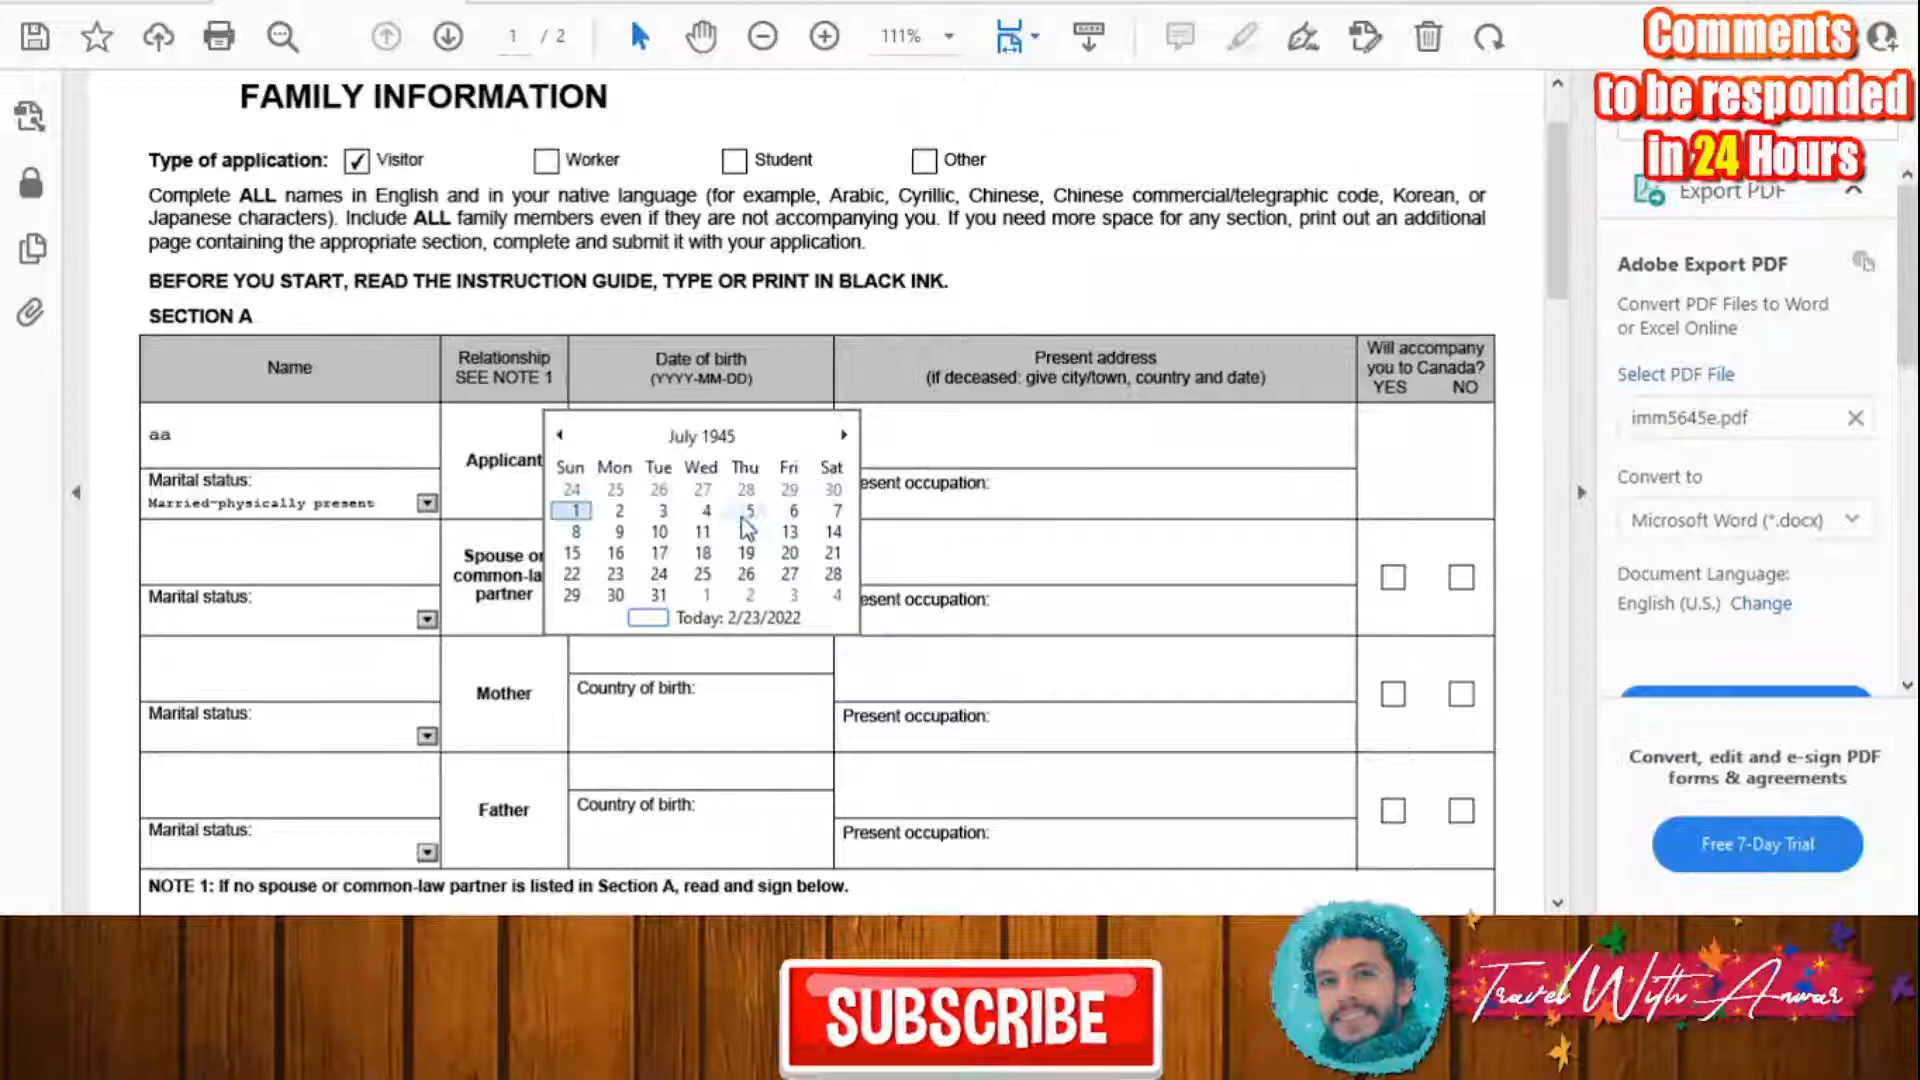 1 / 2
111%
Comments
to be responded
in 24 Hours
FAMILY INFORMATION
Type of application: Visitor Worker Student Other
Complete ALL names in English and in your native language (for example, Arabic, Cyrillic, Chinese, Chinese commercial/telegraphic code, Korean, or
Japanese characters). Include ALL family members even if they are not accompanying you. If you need more space for any section, print out an additional
page containing the appropriate section, complete and submit it with your application.
BEFORE YOU START, READ THE INSTRUCTION GUIDE, TYPE OR PRINT IN BLACK INK.
SECTION A
Name
Relationship
SEE NOTE 1
Date of birth
(YYYY-MM-DD)
Present address
(if deceased: give city/town, country and date)
Will accompany
you to Canada?
YES NO
aa
Marital status:
Married-physically present
Applicant
July 1945
Sun Mon Tue Wed Thu Fri Sat
24 25 26 27 28 29 30
1 2 3 4 5 6 7
8 9 10 11 13 14
15 16 17 18 19 20 21
22 23 24 25 26 27 28
29 30 31 1 2 3 4
Today: 2/23/2022
esent occupation:
Marital status:
Spouse or
common-la
partner
esent occupation:
Marital status:
Mother
Country of birth:
Present occupation:
Marital status:
Father
Country of birth:
Present occupation:
NOTE 1: If no spouse or common-law partner is listed in Section A, read and sign below.
Export PDF
Adobe Export PDF
Convert PDF Files to Word
or Excel Online
Select PDF File
imm5645e.pdf
Convert to
Microsoft Word (*.docx)
Document Language:
English (U.S.) Change
Convert, edit and e-sign PDF
forms & agreements
Free 7-Day Trial
SUBSCRIBE
Travel With Anwar